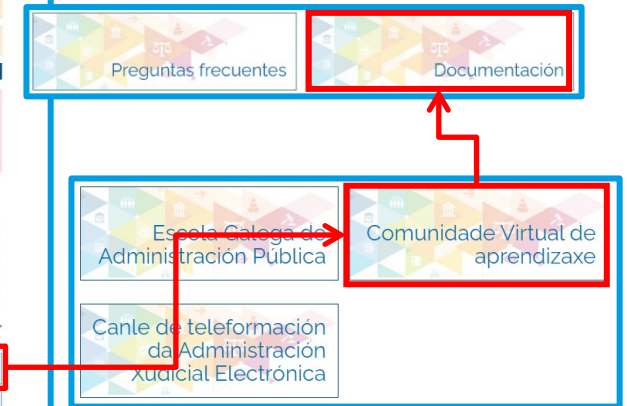 Preguntas frecuentes
Documentación
Escola Galega de
Administración Pública
Comunidade Virtual de
aprendizaxe
Canle de teleformación
da Administración
Xudicial Electrónica